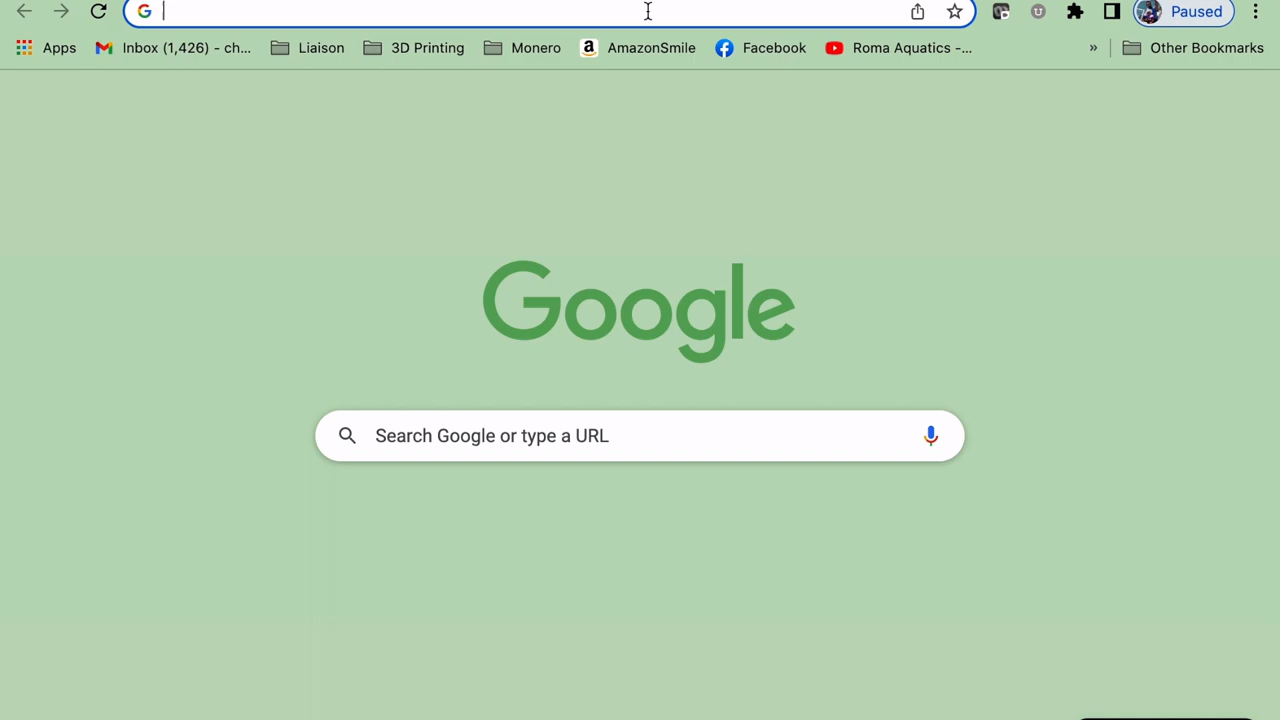 Paused
Apps Inbox (1,426) - ch... Liaison 3D Printing Monero AmazonSmile Facebook Roma Aquatics -... » Other Bookmarks
Google
Search Google or type a URL